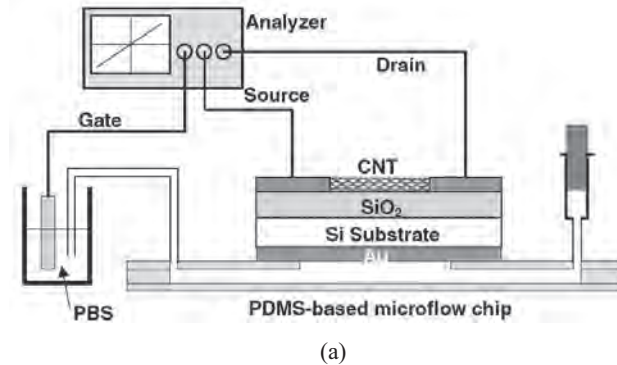 Analyzer
Drain
Source
Gate
CNT
SiO₂
Si Substrate
Au
PBS
PDMS-based microflow chip
(a)